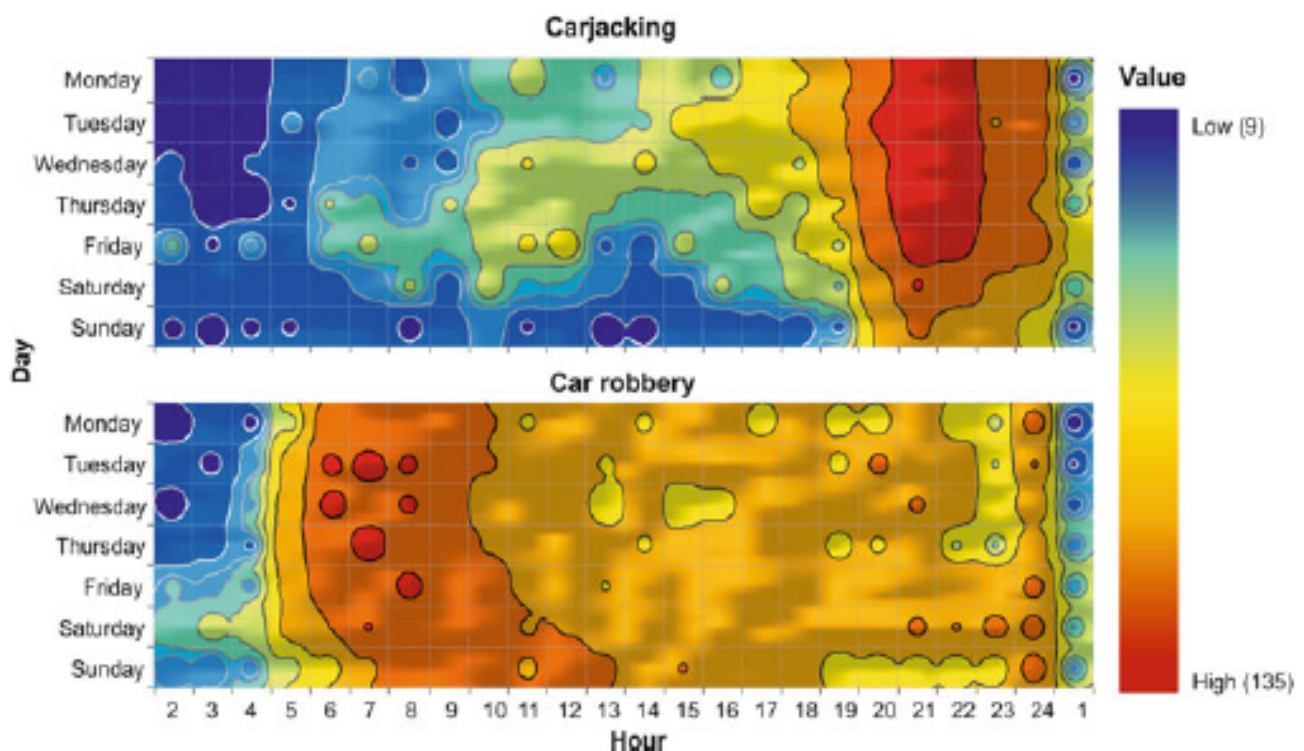 Carjacking
Monday
Tuesday
Wednesday
Thursday
Friday
Saturday
Sunday
Day
Car robbery
Monday
Tuesday
Wednesday
Thursday
Friday
Saturday
Sunday
2 3 4 5 6 7 8 9 10 11 12 13 14 15 16 17 18 19 20 21 22 23 24 1
Hour
Value
Low (9)
High (135)